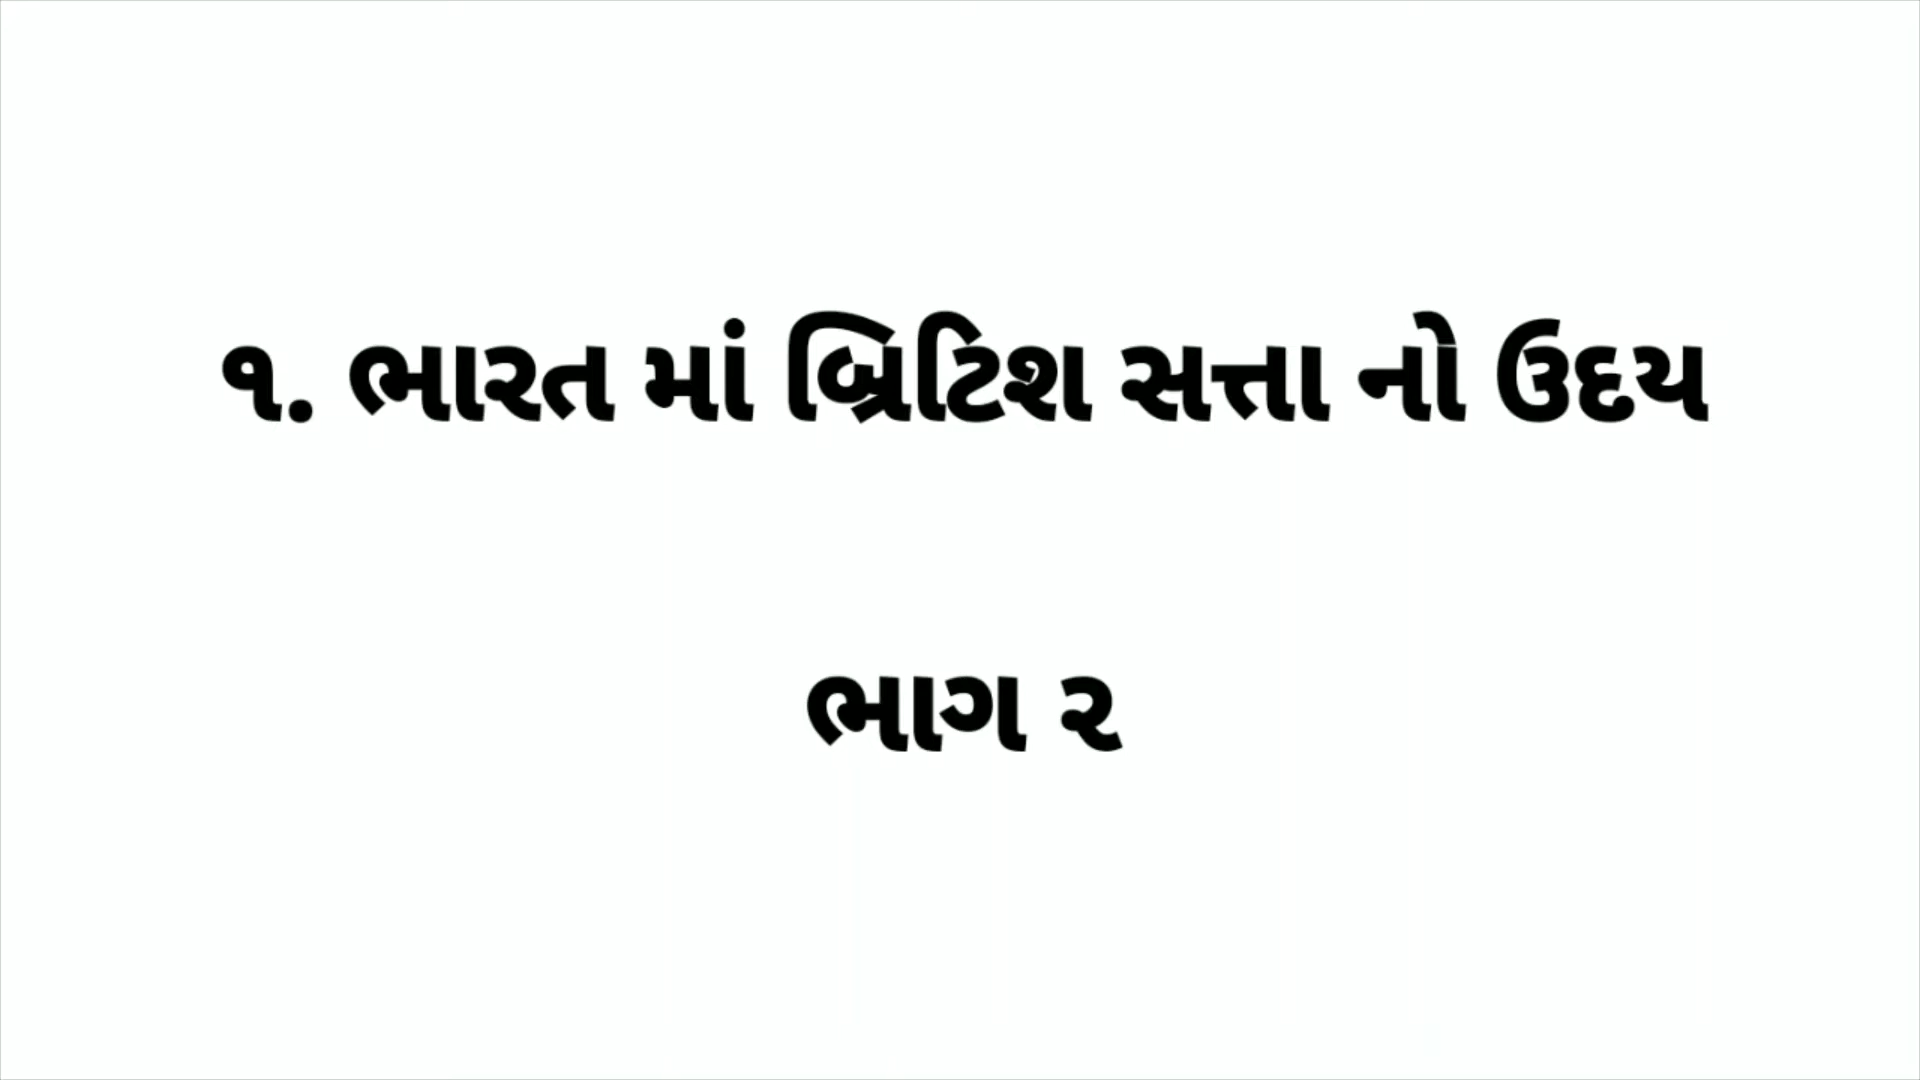 ૧. ભારત માં બ્રિટિશ સત્તા નો ઉદય
ભાગ ૨